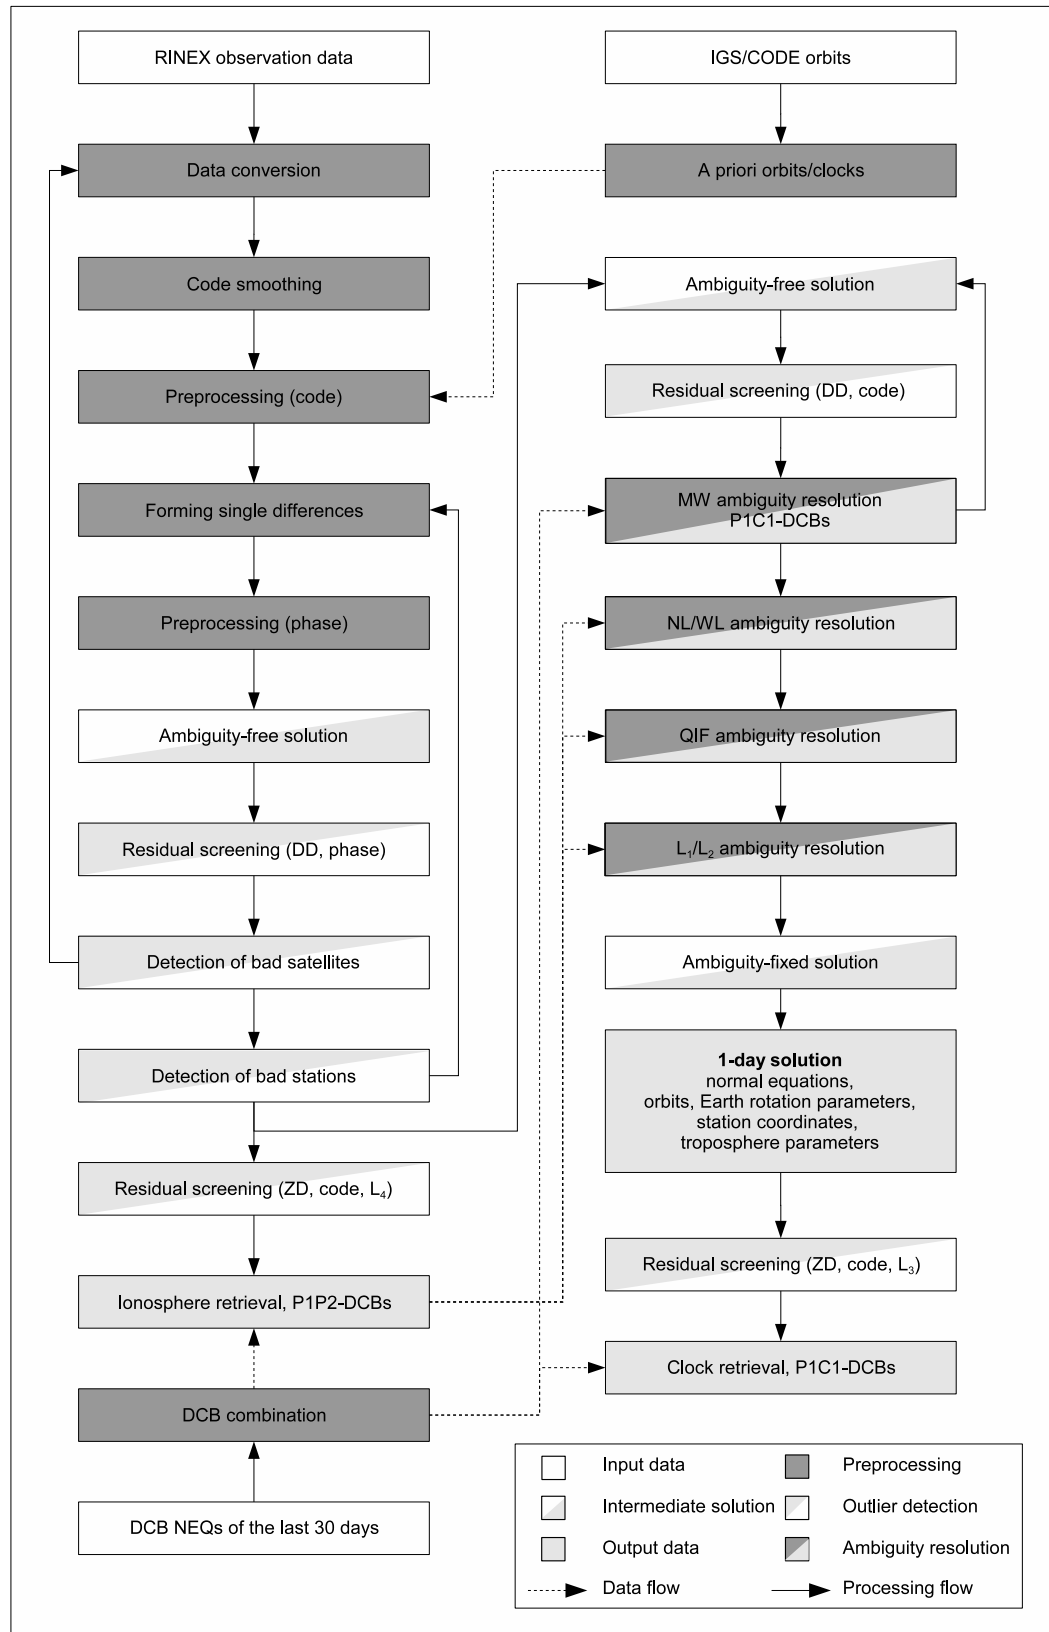 RINEX observation data
Data conversion
Code smoothing
Preprocessing (code)
Forming single differences
Preprocessing (phase)
Ambiguity-free solution
Residual screening (DD, phase)
Detection of bad satellites
Detection of bad stations
Residual screening (ZD, code, L₄)
Ionosphere retrieval, P1P2-DCBs
DCB combination
DCB NEQs of the last 30 days
IGS/CODE orbits
A priori orbits/clocks
Ambiguity-free solution
Residual screening (DD, code)
MW ambiguity resolution
P1C1-DCBs
NL/WL ambiguity resolution
QIF ambiguity resolution
L₁/L₂ ambiguity resolution
Ambiguity-fixed solution
1-day solution
normal equations,
orbits, Earth rotation parameters,
station coordinates,
troposphere parameters
Residual screening (ZD, code, L₃)
Clock retrieval, P1C1-DCBs
Input data
Intermediate solution
Output data
Data flow
Preprocessing
Outlier detection
Ambiguity resolution
Processing flow